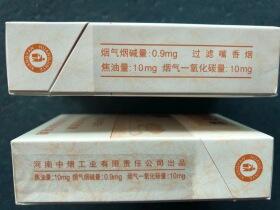 烟气烟碱量:0.9mg 过滤嘴香烟
焦油量:10mg 烟气一氧化碳量:10mg
河南中烟工业有限责任公司出品
焦油量:10mg 烟气烟碱量:0.9mg 烟气一氧化碳量:10mg